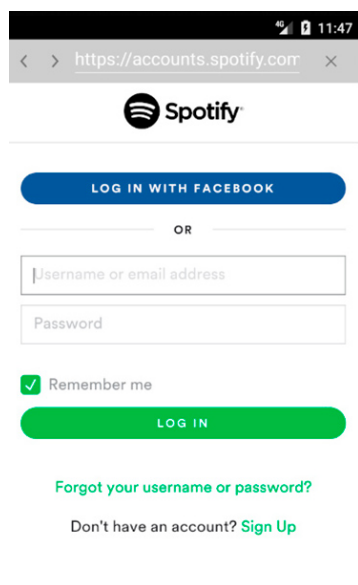 4G 11:47
https://accounts.spotify.com
Spotify
LOG IN WITH FACEBOOK
OR
Username or email address
Password
Remember me
LOG IN
Forgot your username or password?
Don't have an account? Sign Up